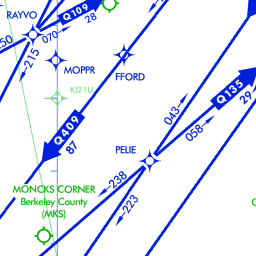 RAYVO
Q109
28
070
215
50
MOPPR
FFORD
KJ21U
Q135
29
043
058
Q409
87
PELIE
238
223
MONCKS CORNER
Berkeley County
(MKS)